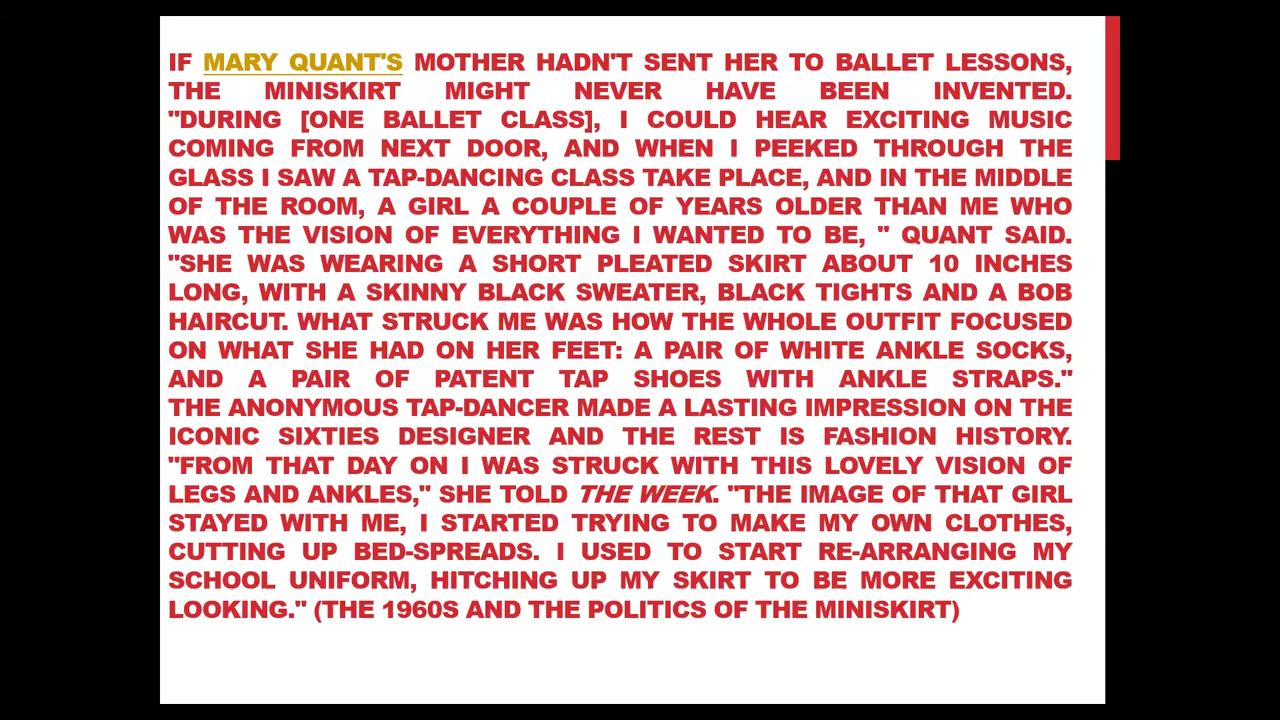 IF MARY QUANT'S MOTHER HADN'T SENT HER TO BALLET LESSONS,
THE MINISKIRT MIGHT NEVER HAVE BEEN INVENTED.
"DURING [ONE BALLET CLASS], I COULD HEAR EXCITING MUSIC
COMING FROM NEXT DOOR, AND WHEN I PEEKED THROUGH THE
GLASS I SAW A TAP-DANCING CLASS TAKE PLACE, AND IN THE MIDDLE
OF THE ROOM, A GIRL A COUPLE OF YEARS OLDER THAN ME WHO
WAS THE VISION OF EVERYTHING I WANTED TO BE, " QUANT SAID.
"SHE WAS WEARING A SHORT PLEATED SKIRT ABOUT 10 INCHES
LONG, WITH A SKINNY BLACK SWEATER, BLACK TIGHTS AND A BOB
HAIRCUT. WHAT STRUCK ME WAS HOW THE WHOLE OUTFIT FOCUSED
ON WHAT SHE HAD ON HER FEET: A PAIR OF WHITE ANKLE SOCKS,
AND A PAIR OF PATENT TAP SHOES WITH ANKLE STRAPS."
THE ANONYMOUS TAP-DANCER MADE A LASTING IMPRESSION ON THE
ICONIC SIXTIES DESIGNER AND THE REST IS FASHION HISTORY.
"FROM THAT DAY ON I WAS STRUCK WITH THIS LOVELY VISION OF
LEGS AND ANKLES," SHE TOLD THE WEEK. "THE IMAGE OF THAT GIRL
STAYED WITH ME, I STARTED TRYING TO MAKE MY OWN CLOTHES,
CUTTING UP BED-SPREADS. I USED TO START RE-ARRANGING MY
SCHOOL UNIFORM, HITCHING UP MY SKIRT TO BE MORE EXCITING
LOOKING." (THE 1960S AND THE POLITICS OF THE MINISKIRT)